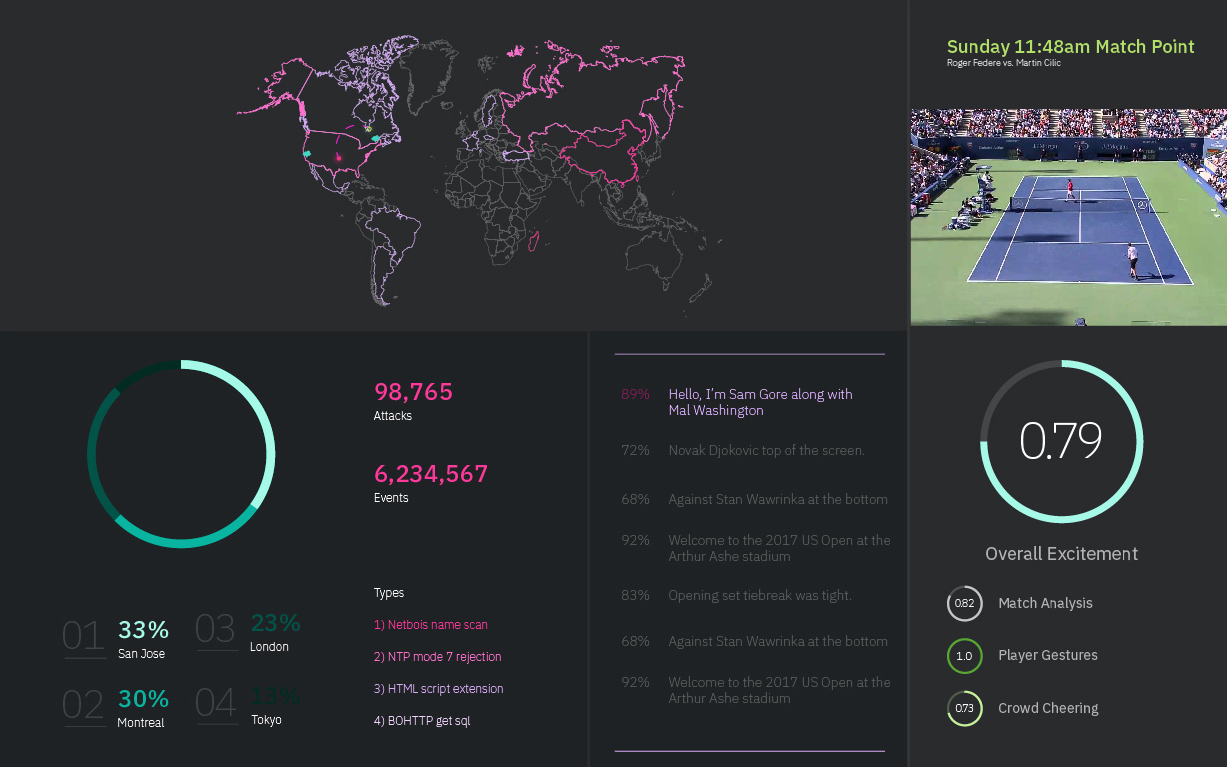 Sunday 11:48am Match Point
Roger Federe vs. Martin Cilic
98,765
Attacks
6,234,567
Events
01
33%
San Jose
03
23%
London
02
30%
Montreal
04
13%
Tokyo
Types
1) Netbois name scan
2) NTP mode 7 rejection
3) HTML script extension
4) BOHTTP get sql
89%
Hello, I'm Sam Gore along with
Mal Washington
72%
Novak Djokovic top of the screen.
68%
Against Stan Wawrinka at the bottom
92%
Welcome to the 2017 US Open at the
Arthur Ashe stadium
83%
Opening set tiebreak was tight.
68%
Against Stan Wawrinka at the bottom
92%
Welcome to the 2017 US Open at the
Arthur Ashe stadium
0.79
Overall Excitement
0.82
Match Analysis
1.0
Player Gestures
0.73
Crowd Cheering